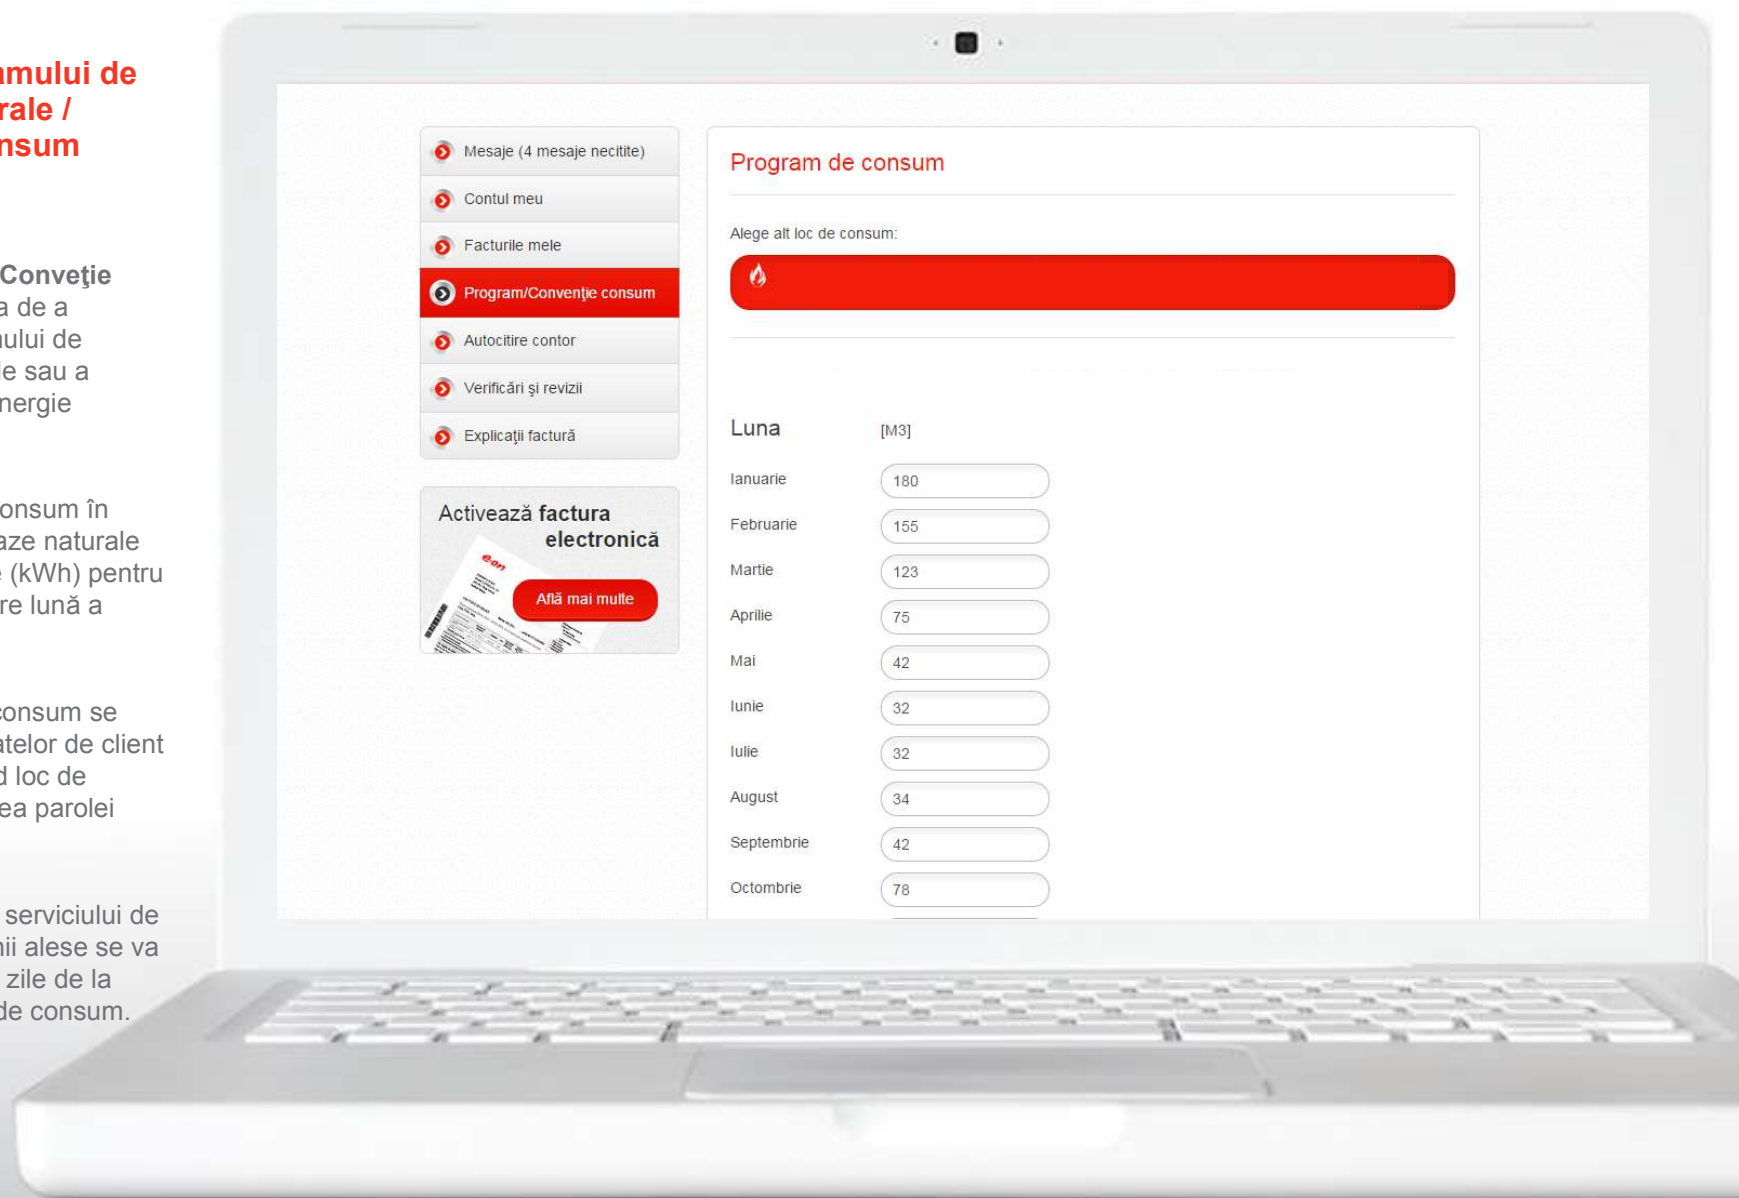 amului de
rale /
nsum
Conveţie
a de a
nului de
le sau a
nergie
onsum în
aze naturale
e (kWh) pentru
re lună a
consum se
atelor de client
d loc de
ea parolei
serviciului de
nii alese se va
zile de la
de consum.
Mesaje (4 mesaje necitite)
Contul meu
Facturile mele
Program/Convenţie consum
Autocitire contor
Verificări şi revizii
Explicaţii factură
Activează factura
electronică
e·on
Află mai multe
Program de consum
Alege alt loc de consum:
Luna [M3]
Ianuarie 180
Februarie 155
Martie 123
Aprilie 75
Mai 42
Iunie 32
Iulie 32
August 34
Septembrie 42
Octombrie 78